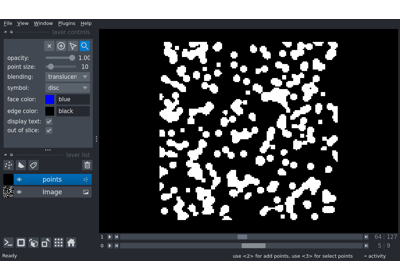 File View Window Plugins Help
layer controls
opacity: 1.00
point size: 10
blending: translucen
symbol: disc
face color: blue
edge color: black
display text:
out of slice:
layer list
points
Image
1 64 127
0 5 9
Ready use <2> for add points, use <3> for select points activity